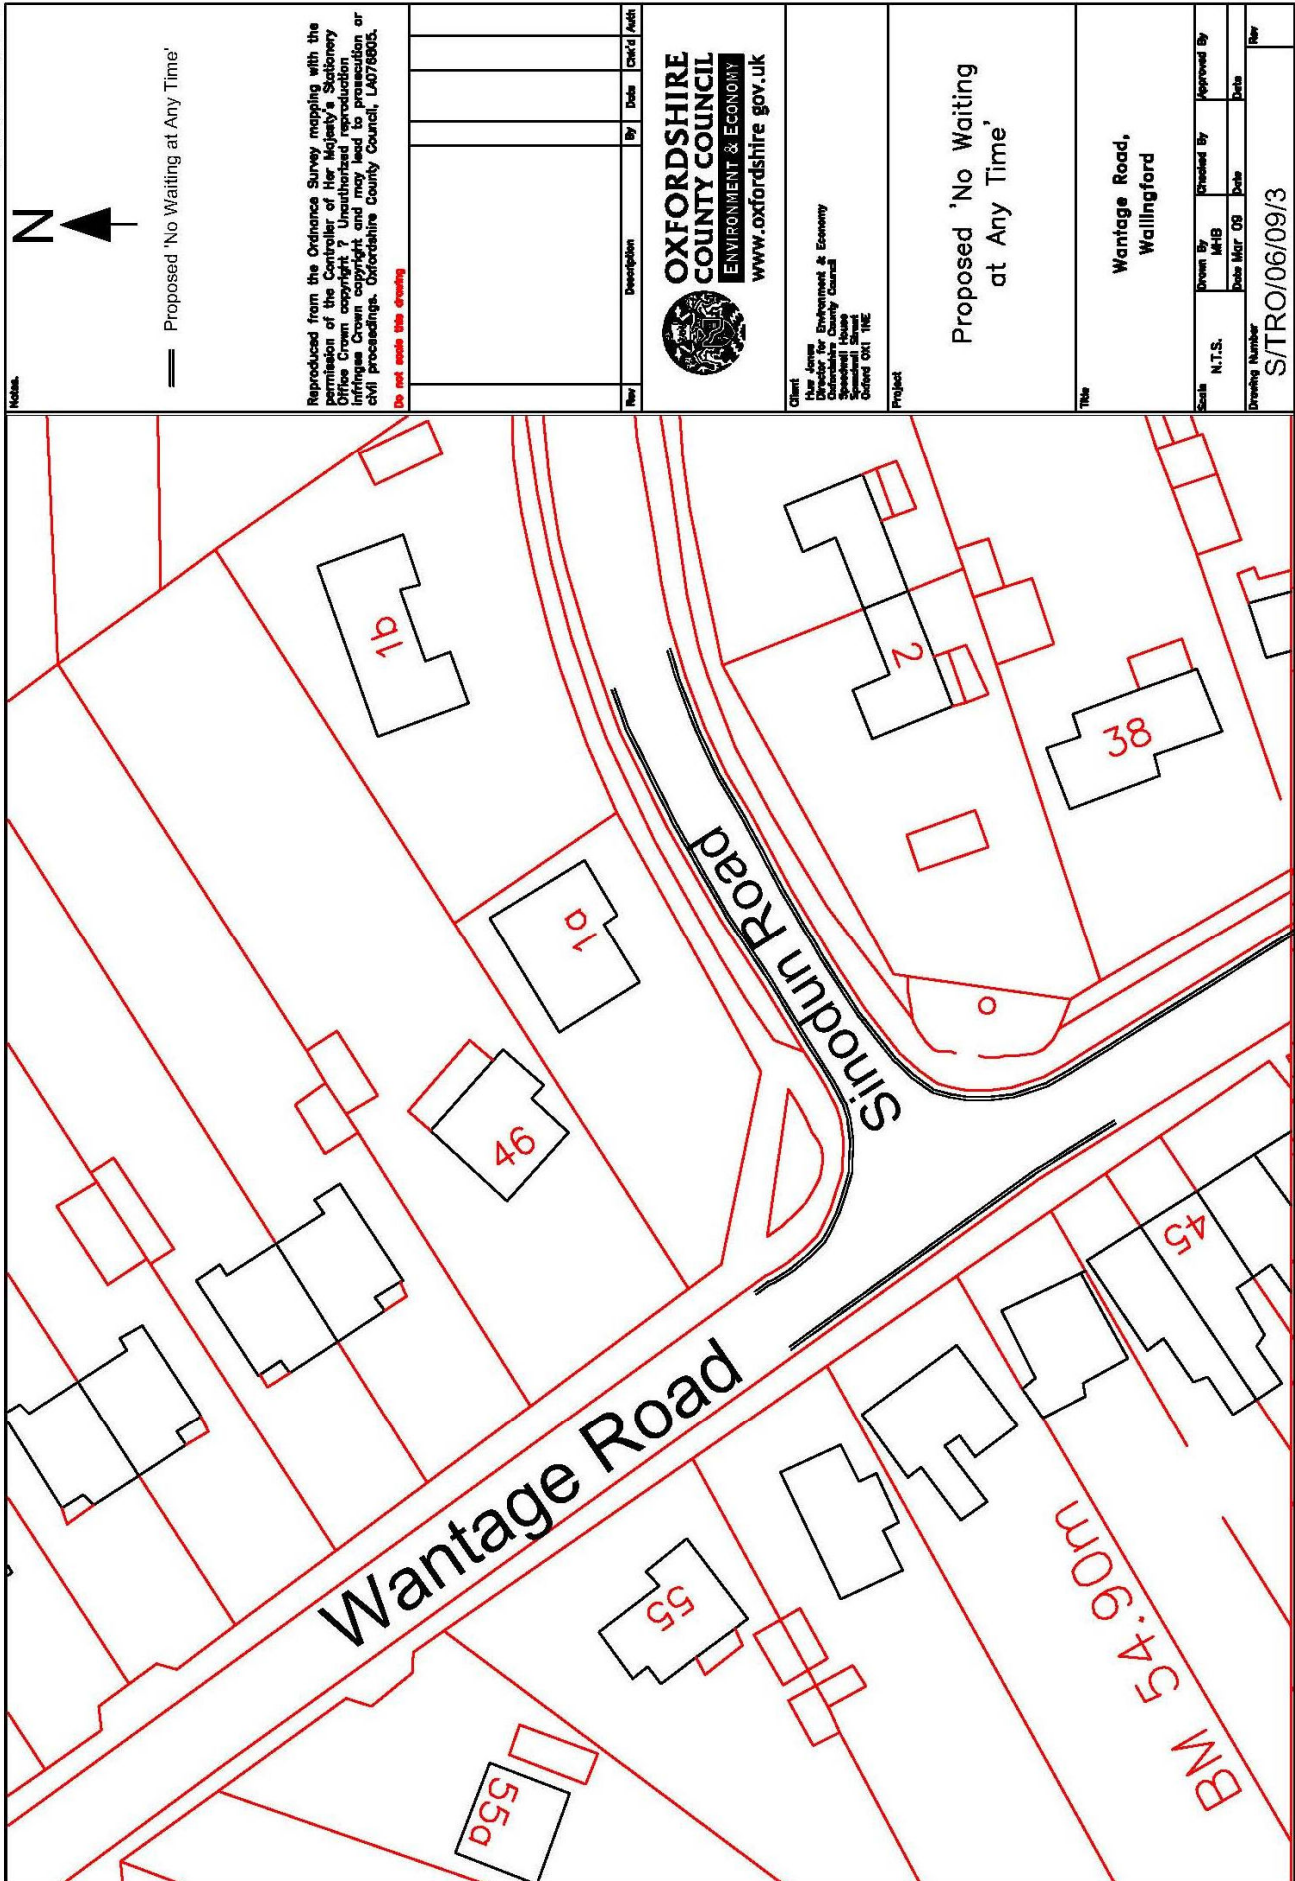 Notes.
N
Proposed 'No Waiting at Any Time'
Reproduced from the Ordnance Survey mapping with the
permission of the Controller of Her Majesty's Stationery
Office Crown copyright ? Unauthorized reproduction
infringes Crown copyright and may lead to prosecution or
civil proceedings. Oxfordshire County Council, LA076805.
Do not scale this drawing
Rev Description By Date Chk'd Auth
OXFORDSHIRE
COUNTY COUNCIL
ENVIRONMENT & ECONOMY
www.oxfordshire gov.uk
Client
Huw Jones
Director for Environment & Economy
Oxfordshire County Council
Speedwell House
Speedwell Street
Oxford OX1 1NE
Project
Proposed 'No Waiting
at Any Time'
Title
Wantage Road,
Wallingford
Scale N.T.S.
Drawn By MHB
Checked By
Approved By
Date Mar 09
Date
Date
Drawing Number
S/TRO/06/09/3
Rev
1b
1a
46
2
38
Sinodun Road
Wantage Road
45
55
55a
BM 54.90m